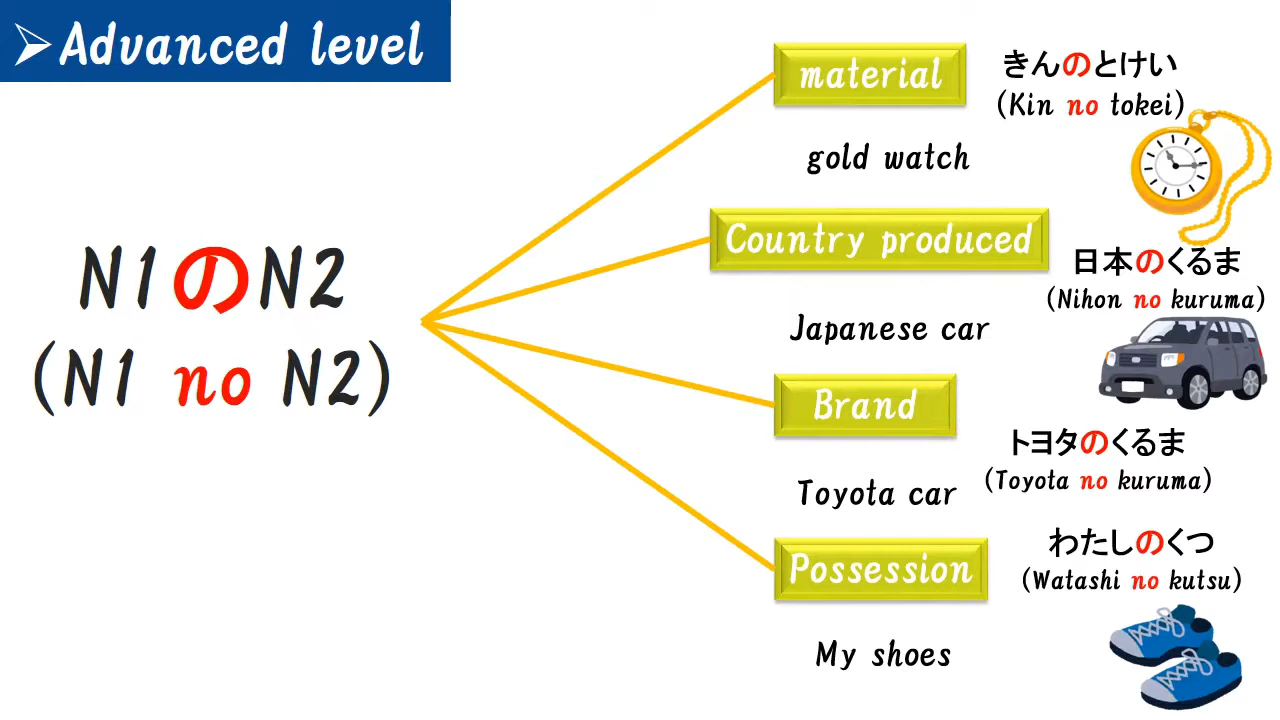 Advanced level
N1のN2
(N1 no N2)
material
きんのとけい
(Kin no tokei)
gold watch
Country produced
日本のくるま
(Nihon no kuruma)
Japanese car
Brand
トヨタのくるま
(Toyota no kuruma)
Toyota car
Possession
わたしのくつ
(Watashi no kutsu)
My shoes